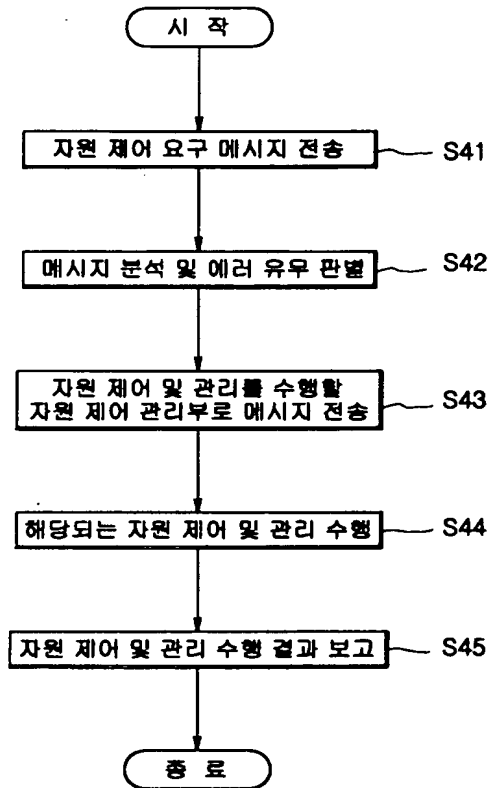 시 작
자원 제어 요구 메시지 전송
S41
메시지 분석 및 에러 유무 판별
S42
자원 제어 및 관리를 수행할
자원 제어 관리부로 메시지 전송
S43
해당되는 자원 제어 및 관리 수행
S44
자원 제어 및 관리 수행 결과 보고
S45
종 료